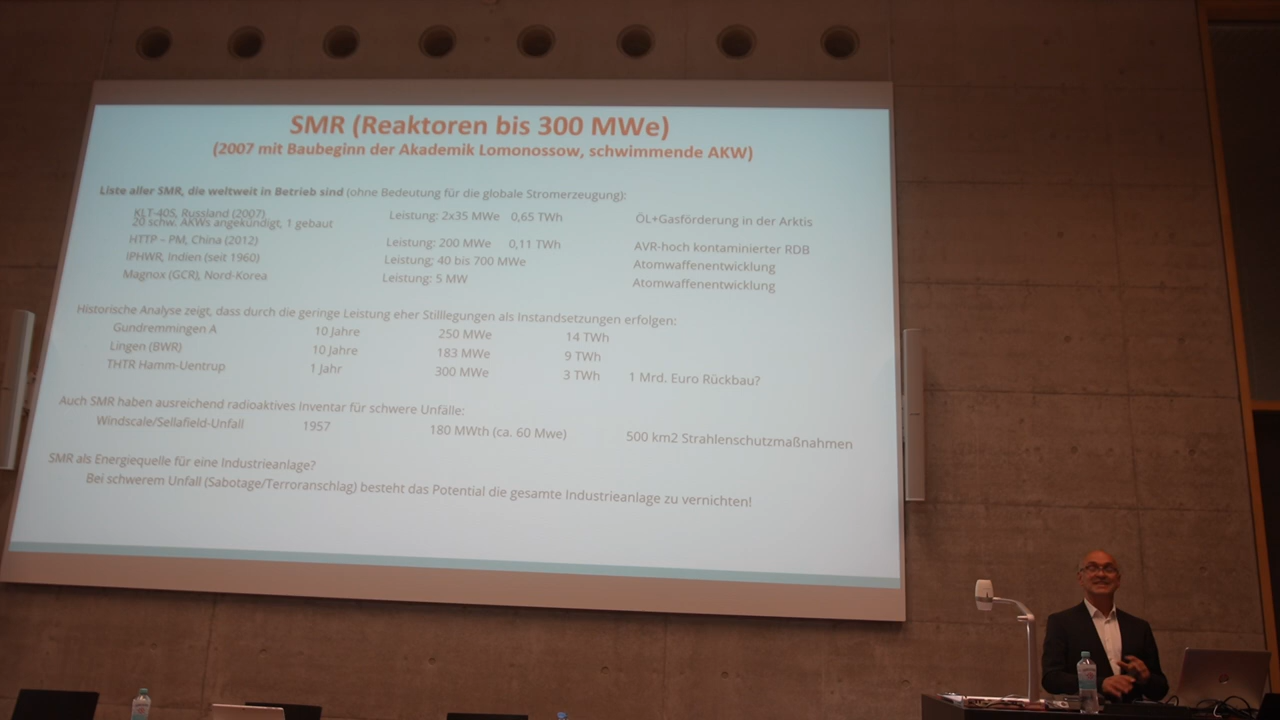 SMR (Reaktoren bis 300 MWe)
(2007 mit Baubeginn der Akademik Lomonossow, schwimmende AKW)
Liste aller SMR, die weltweit in Betrieb sind (ohne Bedeutung für die globale Stromerzeugung):
KLT-40S, Russland (2007) Leistung: 2x35 MWe 0,65 TWh ÖL+Gasförderung in der Arktis
20 schw. AKWs angekündigt, 1 gebaut
HTTP – PM, China (2012) Leistung: 200 MWe 0,11 TWh AVR-hoch kontaminierter RDB
IPHWR, Indien (seit 1960) Leistung; 40 bis 700 MWe Atomwaffenentwicklung
Magnox (GCR), Nord-Korea Leistung: 5 MW Atomwaffenentwicklung
Historische Analyse zeigt, dass durch die geringe Leistung eher Stilllegungen als Instandsetzungen erfolgen:
Gundremmingen A 10 Jahre 250 MWe 14 TWh
Lingen (BWR) 10 Jahre 183 MWe 9 TWh
THTR Hamm-Uentrup 1 Jahr 300 MWe 3 TWh 1 Mrd. Euro Rückbau?
Auch SMR haben ausreichend radioaktives Inventar für schwere Unfälle:
Windscale/Sellafield-Unfall 1957 180 MWth (ca. 60 Mwe) 500 km2 Strahlenschutzmaßnahmen
SMR als Energiequelle für eine Industrieanlage?
Bei schwerem Unfall (Sabotage/Terroranschlag) besteht das Potential die gesamte Industrieanlage zu vernichten!